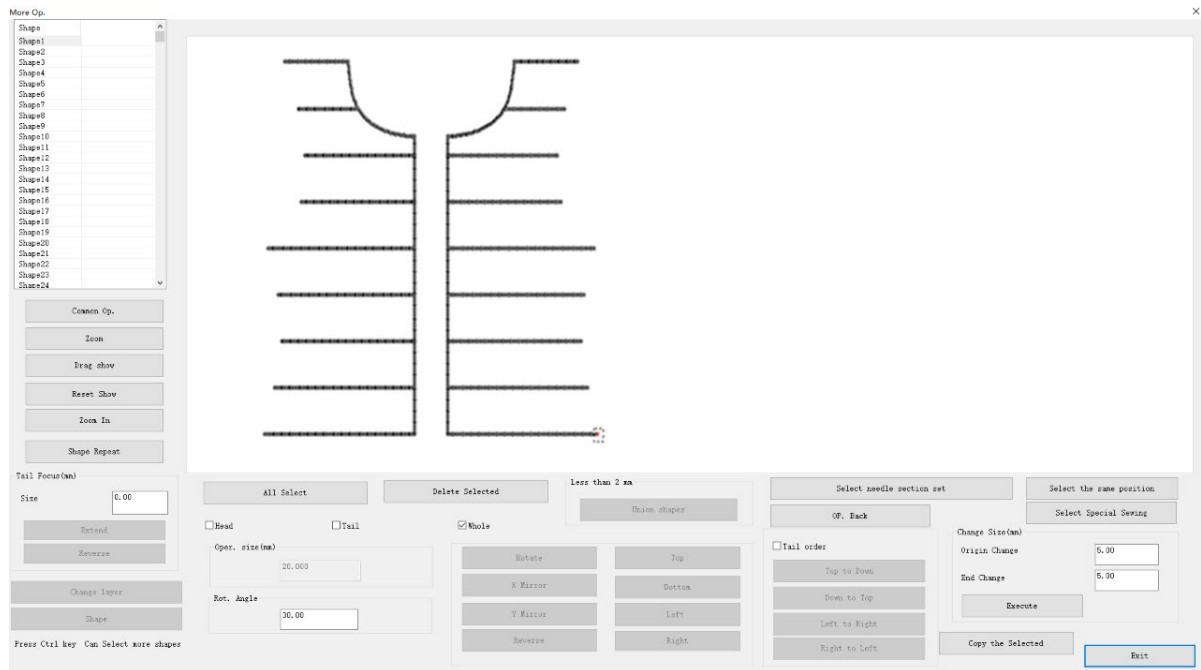 More Op.
Shape
Shape1
Shape2
Shape3
Shape4
Shape5
Shape6
Shape7
Shape8
Shape9
Shape10
Shape11
Shape12
Shape13
Shape14
Shape15
Shape16
Shape17
Shape18
Shape19
Shape20
Shape21
Shape22
Shape23
Shape24
Common Op.
Zoom
Drag show
Reset Show
Zoom In
Shape Repeat
Tail Focus(mm)
Size 0.00
Extend
Reverse
Change layer
Shape
Press Ctrl key Can Select more shapes
All Select
Delete Selected
Head
Tail
Whole
Oper. size(mm)
20.000
Rot. Angle
30.00
Less than 2 mm
Union shapes
Rotate
Top
X Mirror
Bottom
Y Mirror
Left
Reverse
Right
Select needle section set
OP. Back
Tail order
Top to Down
Down to Top
Left to Right
Right to Left
Select the same position
Select Special Sewing
Change Size(mm)
Origin Change 5.00
End Change 5.00
Execute
Copy the Selected
Exit